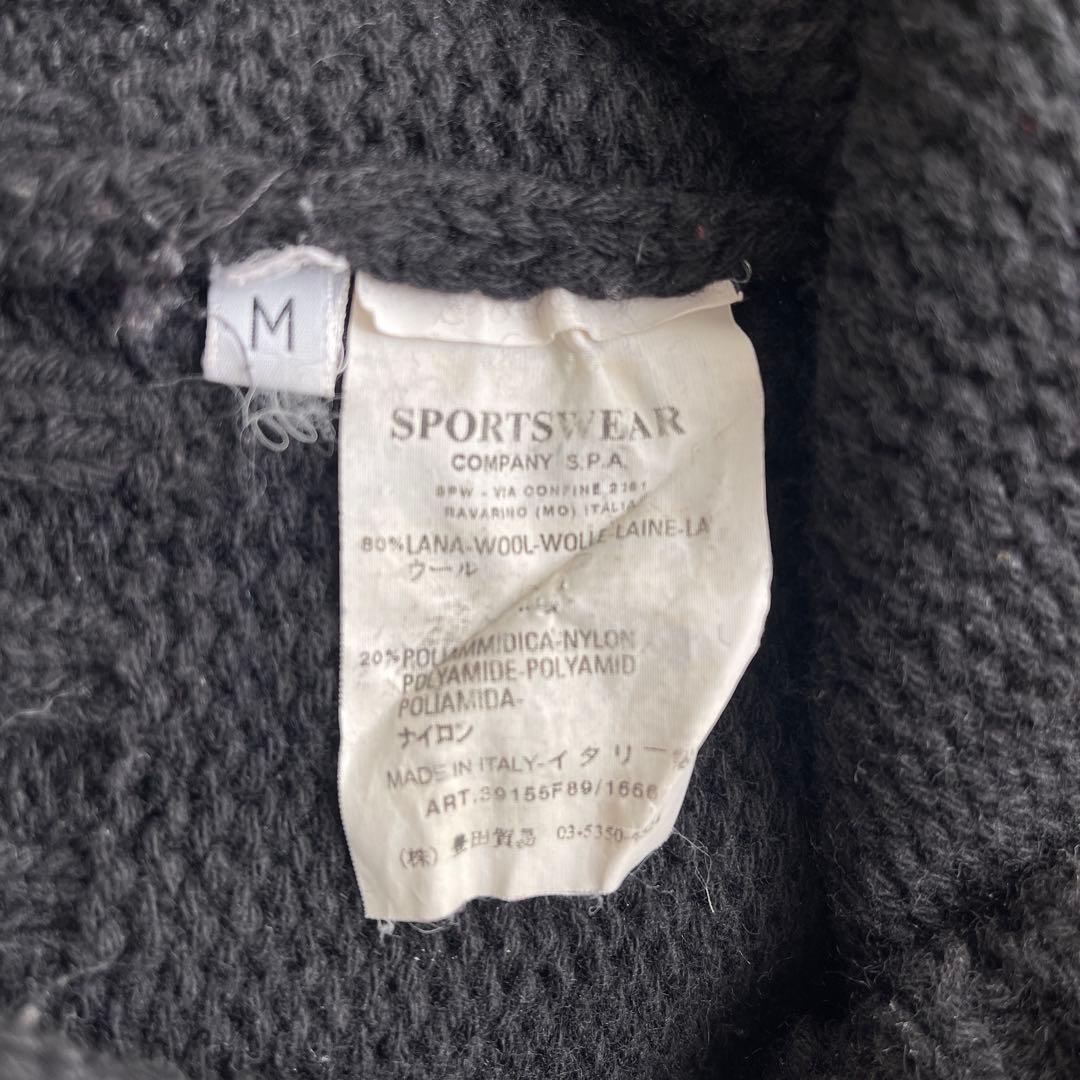 M
SPORTSWEAR
COMPANY S.P.A.
SPW - VIA CONFINE 2161
RAVARINO (MO) ITALIA
80%LANA-WOOL-WOLLE-LAINE-LA
ウール
20%POLIAMMIDICA-NYLON
POLYAMIDE-POLYAMID
POLIAMIDA-
ナイロン
MADE IN ITALY-イタリー製
ART.39155F89/1666
(株) 豊田貿易 03-5350-